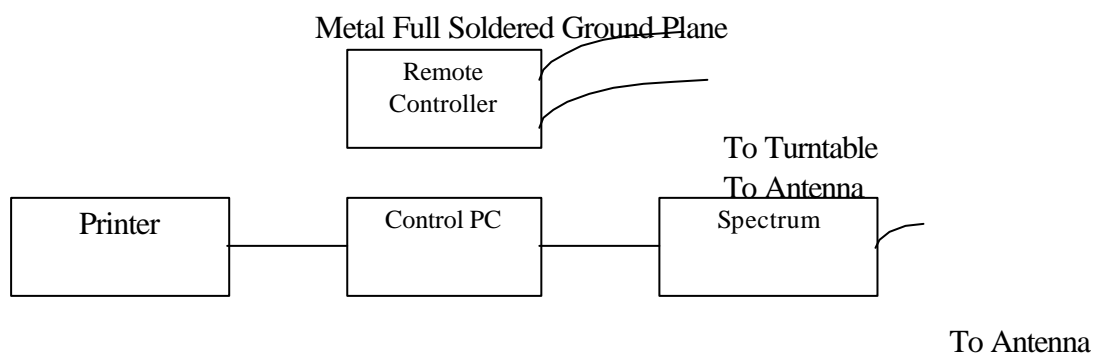 Metal Full Soldered Ground Plane
Remote
Controller
To Turntable
To Antenna
Printer
Control PC
Spectrum
To Antenna